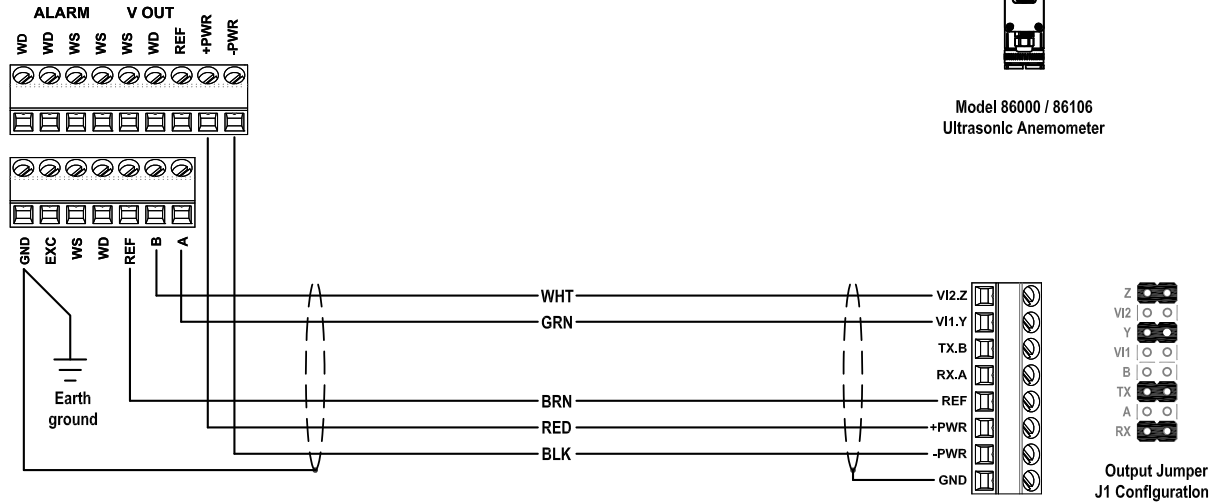 ALARM V OUT
WD WD WS WS WS WD REF +PWR -PWR
Model 86000 / 86106
Ultrasonic Anemometer
GND EXC WS WD REF B A
Earth
ground
WHT
GRN
BRN
RED
BLK
VI2.Z
VI1.Y
TX.B
RX.A
REF
+PWR
-PWR
GND
Z
VI2
Y
VI1
B
TX
A
RX
Output Jumper
J1 Configuration